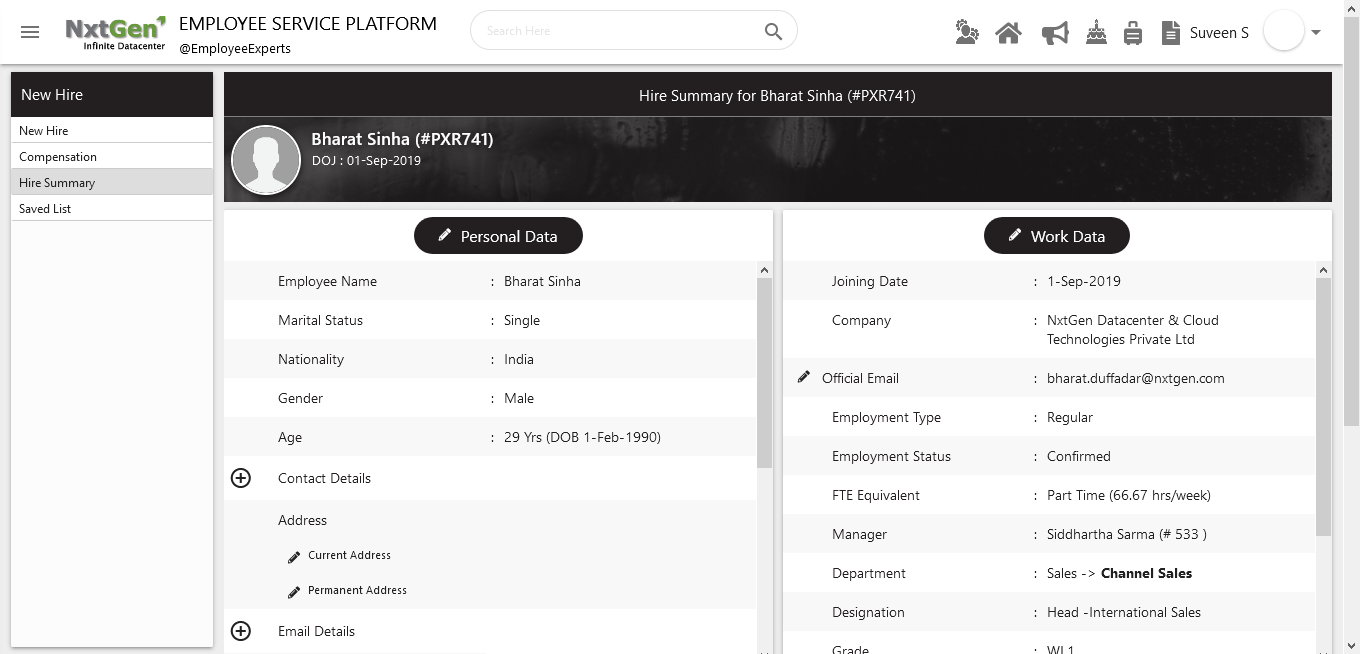 NxtGen
Infinite Datacenter
EMPLOYEE SERVICE PLATFORM
@EmployeeExperts
Search Here
Suveen S
New Hire
New Hire
Compensation
Hire Summary
Saved List
Hire Summary for Bharat Sinha (#PXR741)
Bharat Sinha (#PXR741)
DOJ : 01-Sep-2019
Personal Data
Employee Name : Bharat Sinha
Marital Status : Single
Nationality : India
Gender : Male
Age : 29 Yrs (DOB 1-Feb-1990)
Contact Details
Address
Current Address
Permanent Address
Email Details
Work Data
Joining Date : 1-Sep-2019
Company : NxtGen Datacenter & Cloud
Technologies Private Ltd
Official Email : bharat.duffadar@nxtgen.com
Employment Type : Regular
Employment Status : Confirmed
FTE Equivalent : Part Time (66.67 hrs/week)
Manager : Siddhartha Sarma (# 533 )
Department : Sales -> Channel Sales
Designation : Head -International Sales
Grade : WL1